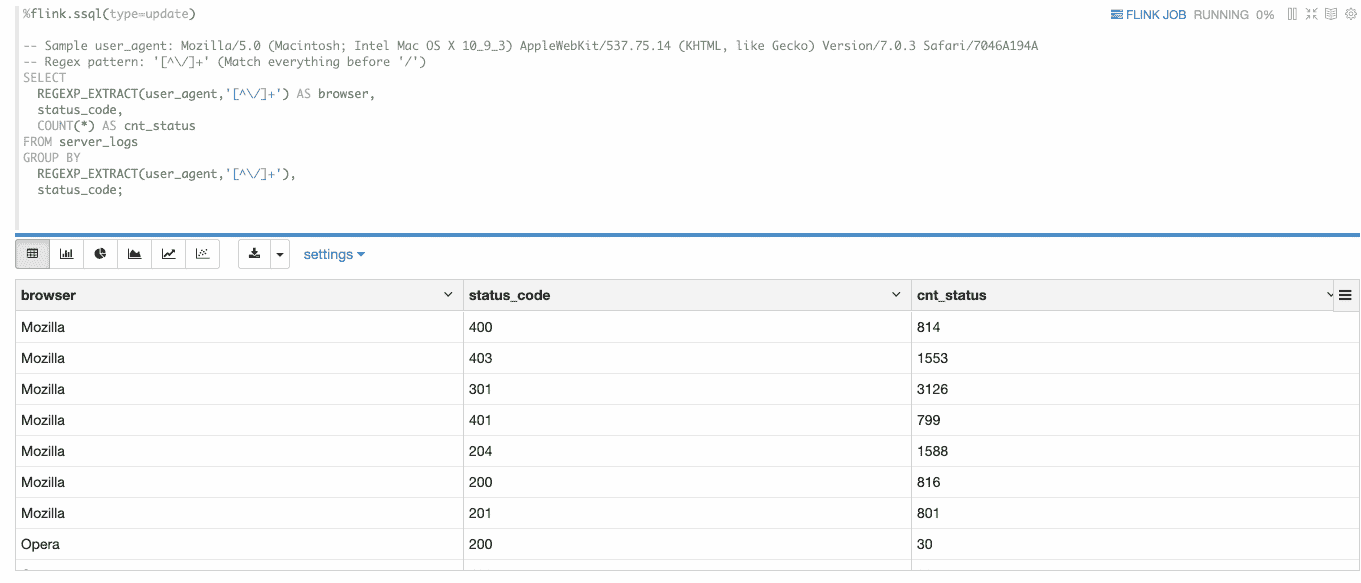 %flink.ssql(type=update)
FLINK JOB RUNNING 0%
-- Sample user_agent: Mozilla/5.0 (Macintosh; Intel Mac OS X 10_9_3) AppleWebKit/537.75.14 (KHTML, like Gecko) Version/7.0.3 Safari/7046A194A
-- Regex pattern: '[^\/]+' (Match everything before '/')
SELECT
REGEXP_EXTRACT(user_agent,'[^\/]+') AS browser,
status_code,
COUNT(*) AS cnt_status
FROM server_logs
GROUP BY
REGEXP_EXTRACT(user_agent,'[^\/]+'),
status_code;
settings
browser status_code cnt_status
Mozilla 400 814
Mozilla 403 1553
Mozilla 301 3126
Mozilla 401 799
Mozilla 204 1588
Mozilla 200 816
Mozilla 201 801
Opera 200 30